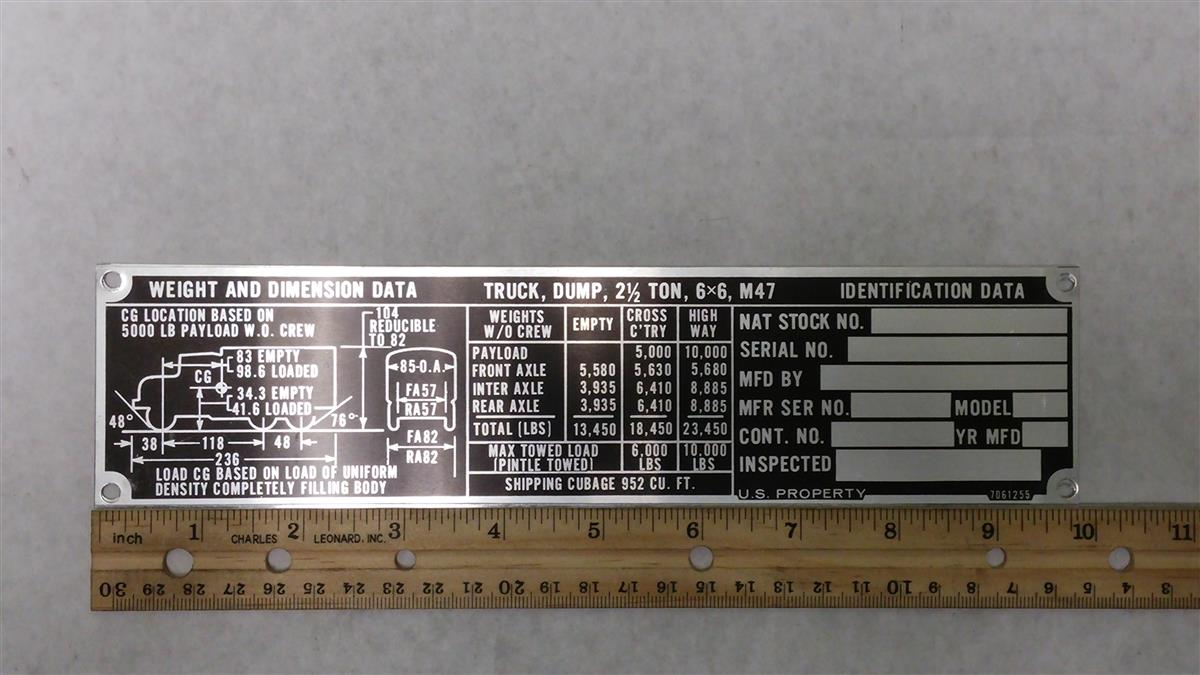 WEIGHT AND DIMENSION DATA
TRUCK, DUMP, 2½ TON, 6×6, M47
IDENTIFICATION DATA
CG LOCATION BASED ON
5000 LB PAYLOAD W.O. CREW
104
REDUCIBLE
TO 82
83 EMPTY
98.6 LOADED
CG
34.3 EMPTY
41.6 LOADED
48°
76°
38
118
48
236
85-O.A.
FA57
RA57
FA82
RA82
LOAD CG BASED ON LOAD OF UNIFORM
DENSITY COMPLETELY FILLING BODY
WEIGHTS W/O CREW EMPTY CROSS C'TRY HIGH WAY
PAYLOAD 5,000 10,000
FRONT AXLE 5,580 5,630 5,680
INTER AXLE 3,935 6,410 8,885
REAR AXLE 3,935 6,410 8,885
TOTAL (LBS) 13,450 18,450 23,450
MAX TOWED LOAD (PINTLE TOWED) 6,000 LBS 10,000 LBS
SHIPPING CUBAGE 952 CU. FT.
NAT STOCK NO.
SERIAL NO.
MFD BY
MFR SER NO. MODEL
CONT. NO. YR MFD
INSPECTED
U.S. PROPERTY 7061255
inch 1 CHARLES 2 LEONARD, INC. 3 4 5 6 7 8 9 10 11
30 29 28 27 26 25 24 23 22 21 20 19 18 17 16 15 14 13 12 11 10 9 8 7 6 5 4 3